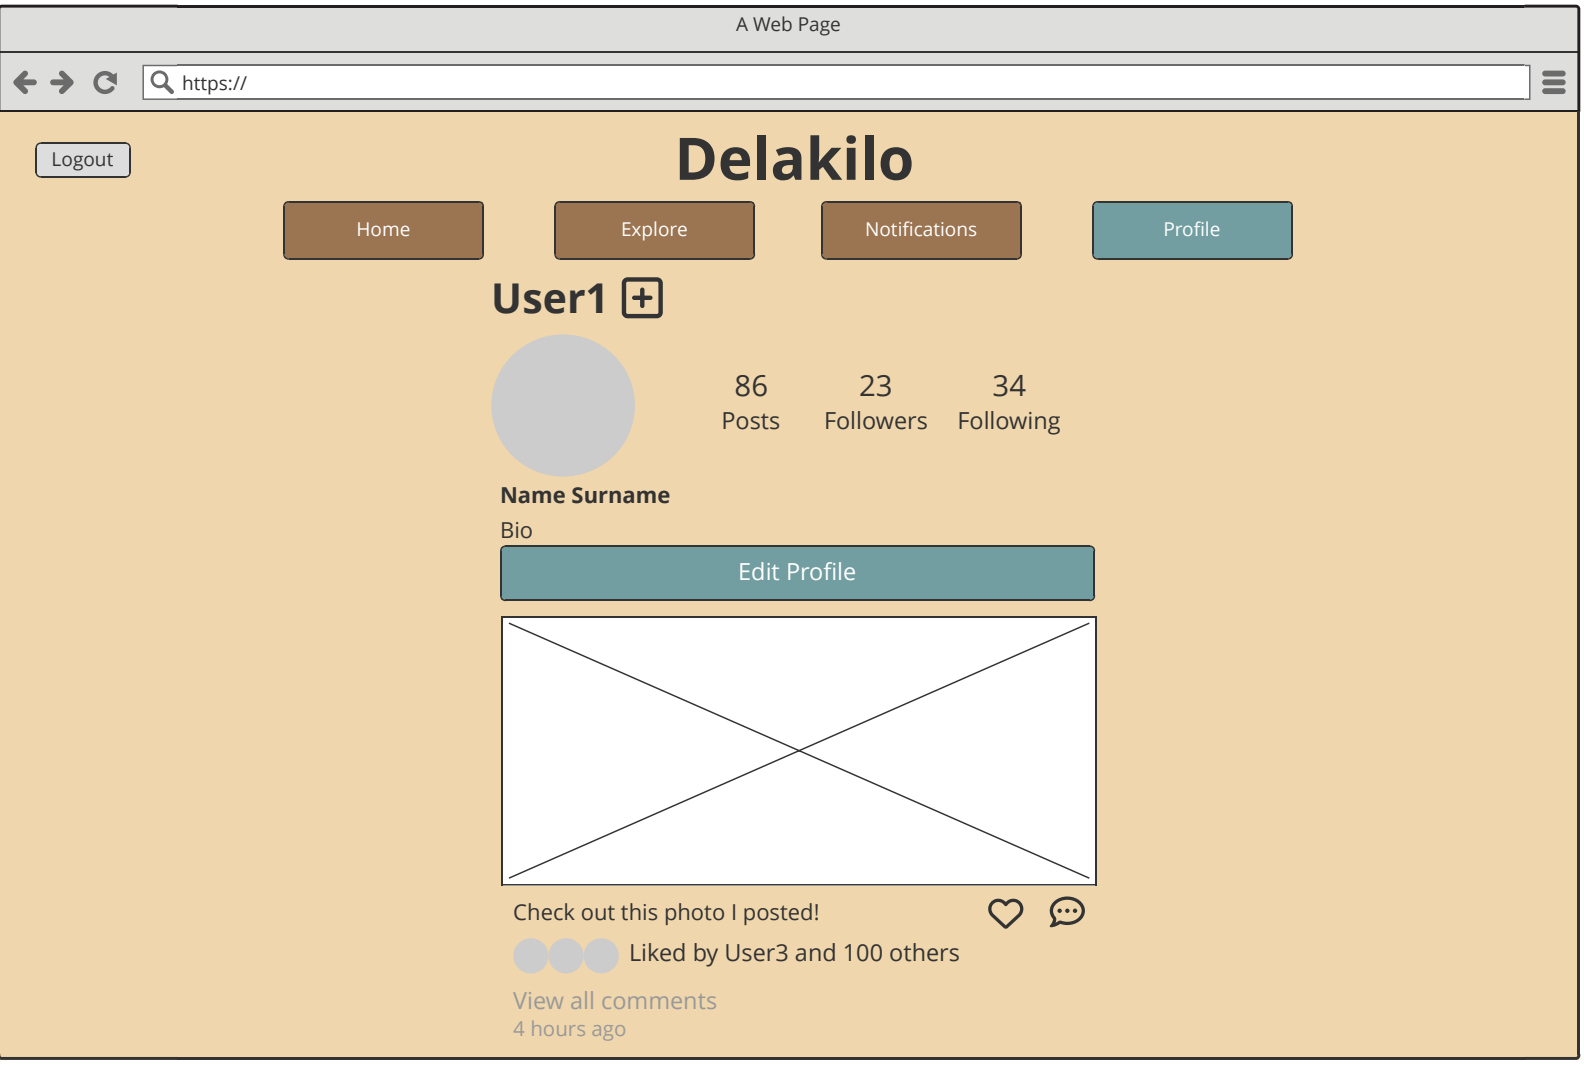 A Web Page
https://
Logout
Delakilo
Home Explore Notifications Profile
User1
86 23 34
Posts Followers Following
Name Surname
Bio
Edit Profile
Check out this photo I posted!
Liked by User3 and 100 others
View all comments
4 hours ago